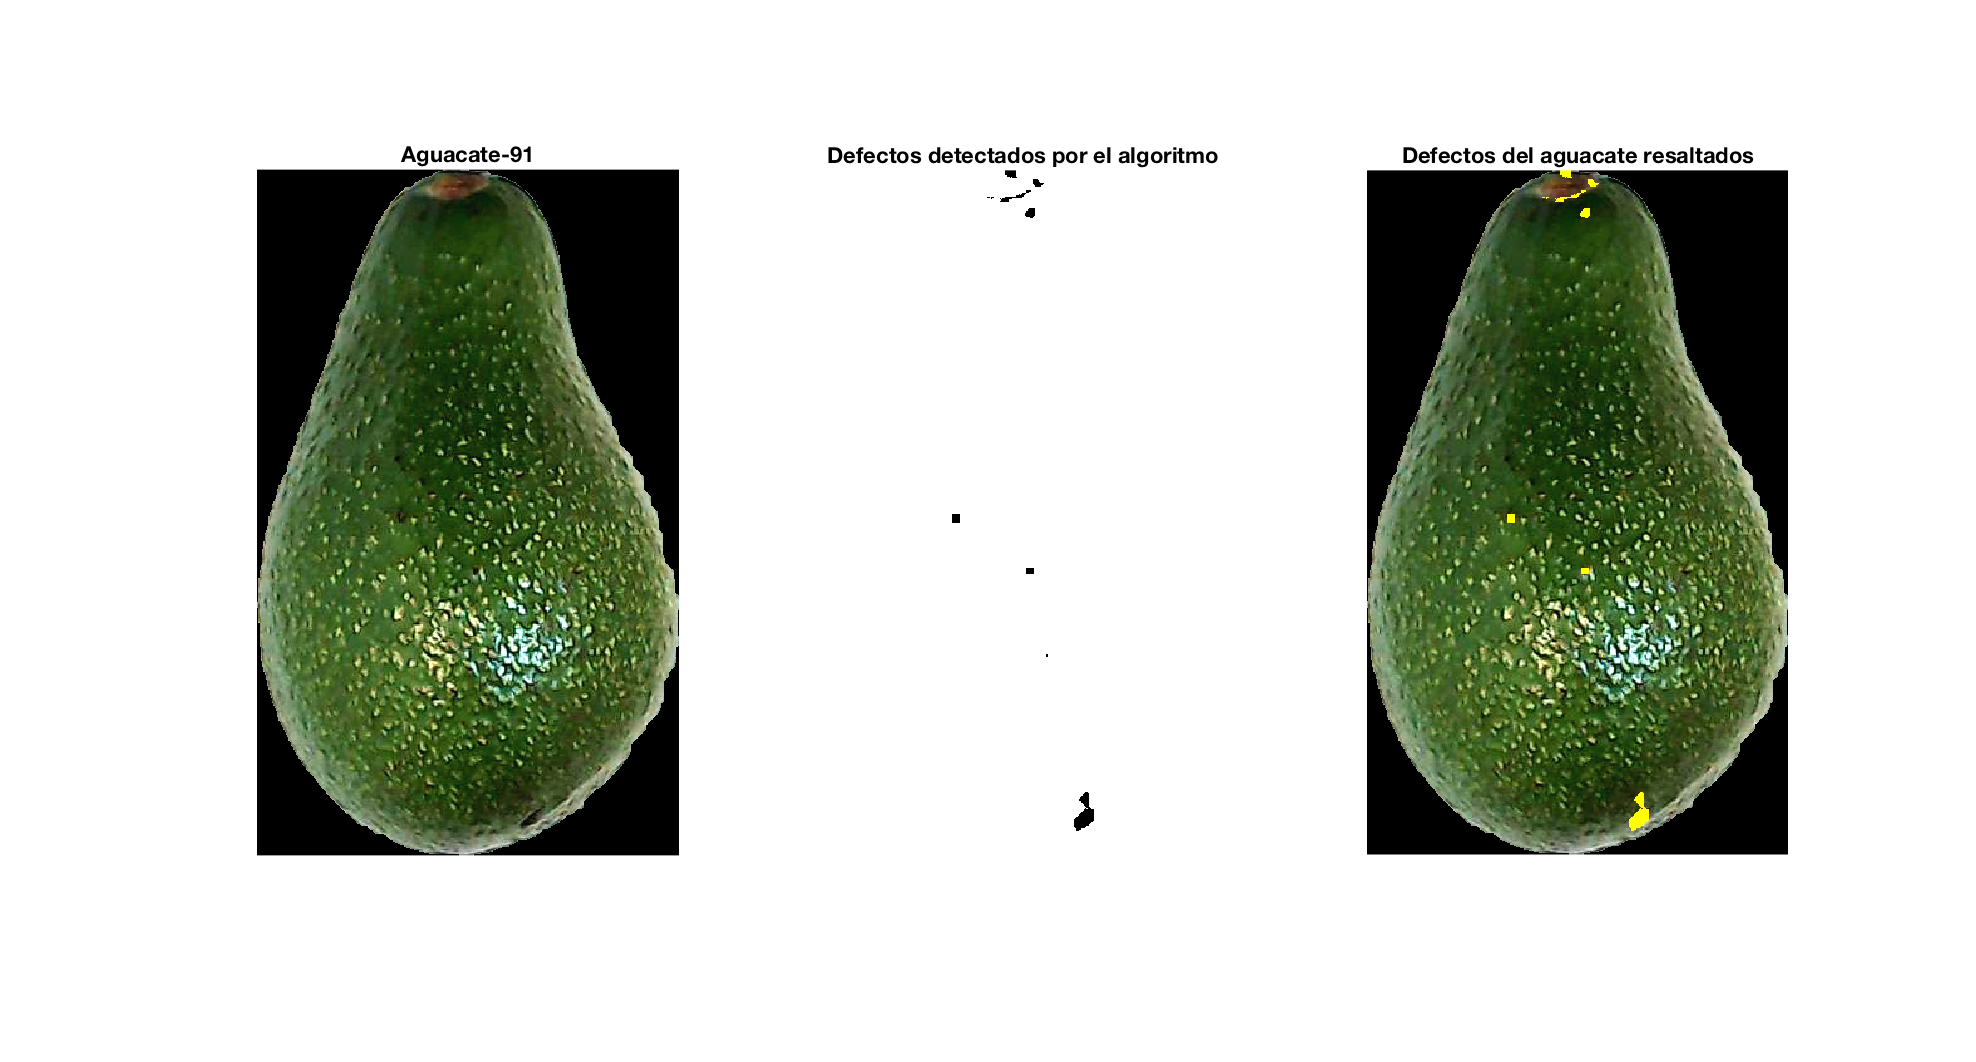 Aguacate-91
Defectos detectados por el algoritmo
Defectos del aguacate resaltados